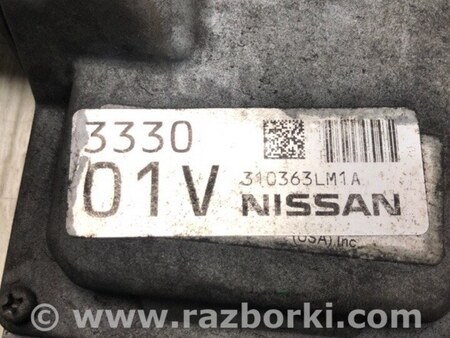 3330
01V
310363LM1A
NISSAN
(USA), Inc.
© www.razborki.com